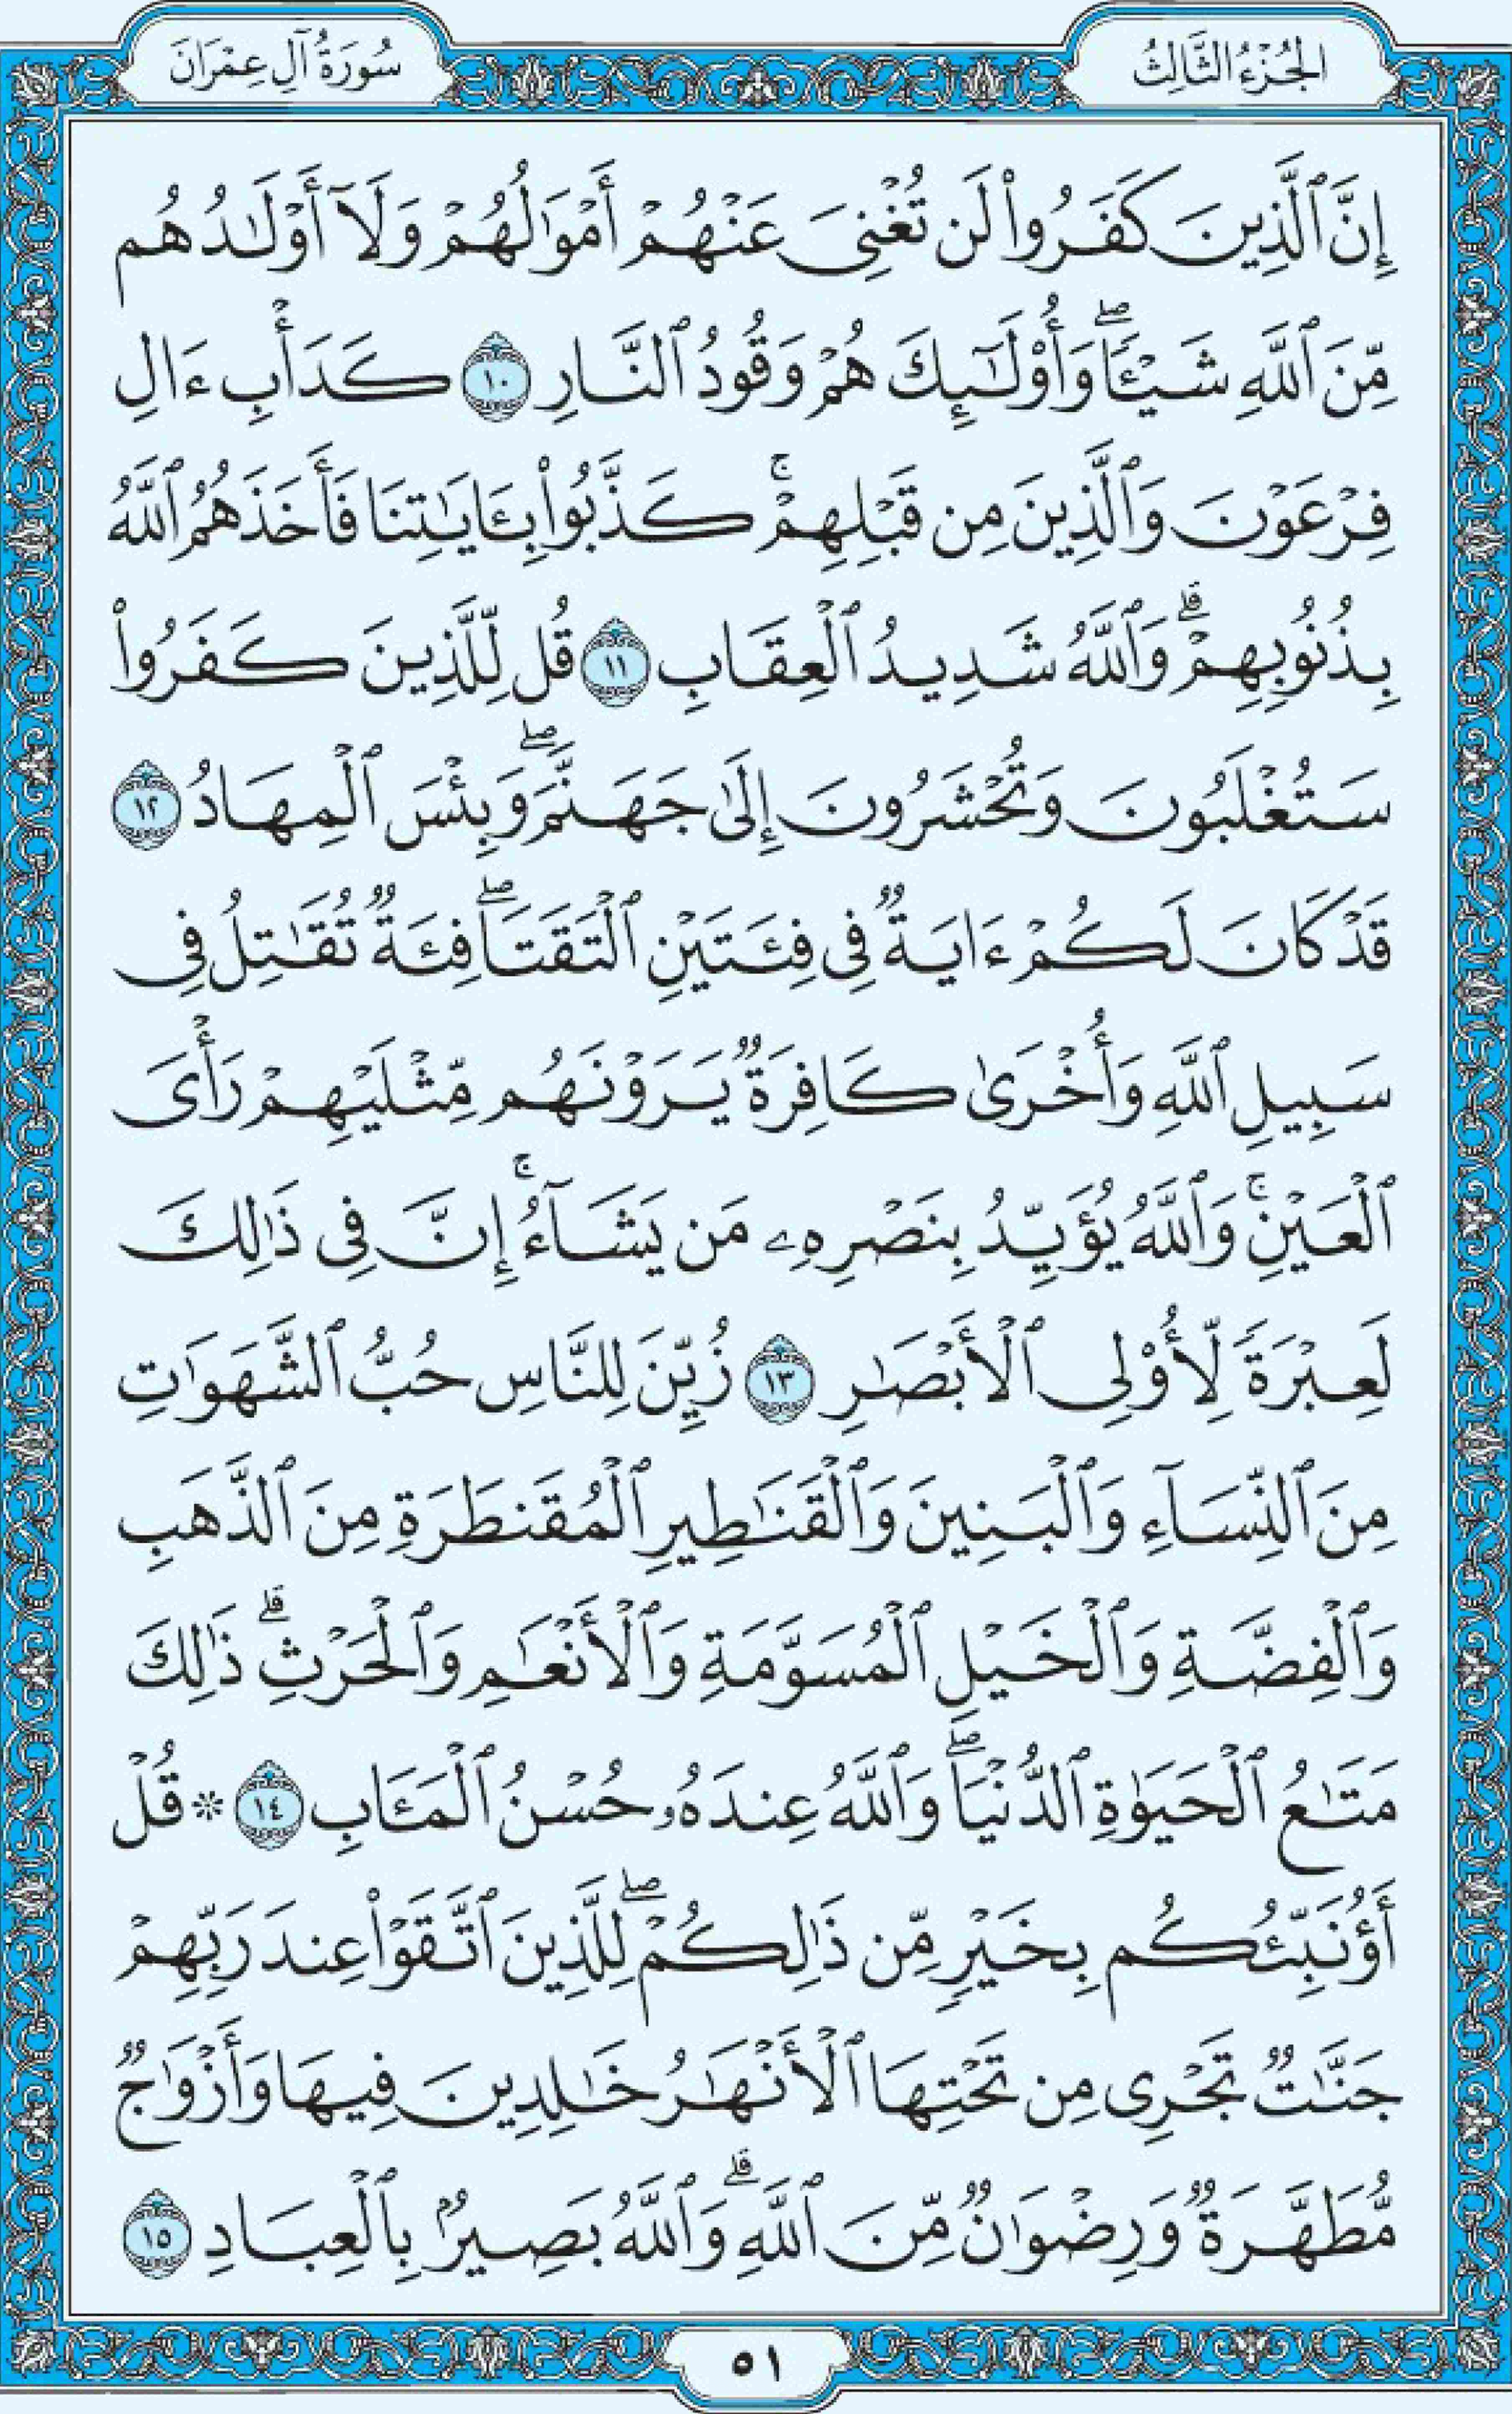 الجُزْءُ الثَّالِثُ
سُورَةُ آلِ عِمْرَانَ
إِنَّ ٱلَّذِينَ كَفَرُوا۟ لَن تُغْنِىَ عَنْهُمْ أَمْوَٰلُهُمْ وَلَآ أَوْلَـٰدُهُم
مِّنَ ٱللَّهِ شَيْـًٔا ۖ وَأُو۟لَـٰٓئِكَ هُمْ وَقُودُ ٱلنَّارِ ١٠ كَدَأْبِ ءَالِ
فِرْعَوْنَ وَٱلَّذِينَ مِن قَبْلِهِمْ ۚ كَذَّبُوا۟ بِـَٔايَـٰتِنَا فَأَخَذَهُمُ ٱللَّهُ
بِذُنُوبِهِمْ ۗ وَٱللَّهُ شَدِيدُ ٱلْعِقَابِ ١١ قُل لِّلَّذِينَ كَفَرُوا۟
سَتُغْلَبُونَ وَتُحْشَرُونَ إِلَىٰ جَهَنَّمَ ۖ وَبِئْسَ ٱلْمِهَادُ ١٢
قَدْ كَانَ لَكُمْ ءَايَةٌ فِى فِئَتَيْنِ ٱلْتَقَتَا ۖ فِئَةٌ تُقَـٰتِلُ فِى
سَبِيلِ ٱللَّهِ وَأُخْرَىٰ كَافِرَةٌ يَرَوْنَهُم مِّثْلَيْهِمْ رَأْىَ
ٱلْعَيْنِ ۚ وَٱللَّهُ يُؤَيِّدُ بِنَصْرِهِۦ مَن يَشَآءُ ۚ إِنَّ فِى ذَٰلِكَ
لَعِبْرَةً لِّأُو۟لِى ٱلْأَبْصَـٰرِ ١٣ زُيِّنَ لِلنَّاسِ حُبُّ ٱلشَّهَوَٰتِ
مِنَ ٱلنِّسَآءِ وَٱلْبَنِينَ وَٱلْقَنَـٰطِيرِ ٱلْمُقَنطَرَةِ مِنَ ٱلذَّهَبِ
وَٱلْفِضَّةِ وَٱلْخَيْلِ ٱلْمُسَوَّمَةِ وَٱلْأَنْعَـٰمِ وَٱلْحَرْثِ ۗ ذَٰلِكَ
مَتَـٰعُ ٱلْحَيَوٰةِ ٱلدُّنْيَا ۖ وَٱللَّهُ عِندَهُۥ حُسْنُ ٱلْمَـَٔابِ ١٤ * قُلْ
أَؤُنَبِّئُكُم بِخَيْرٍ مِّن ذَٰلِكُمْ ۖ لِلَّذِينَ ٱتَّقَوْا۟ عِندَ رَبِّهِمْ
جَنَّـٰتٌ تَجْرِى مِن تَحْتِهَا ٱلْأَنْهَـٰرُ خَـٰلِدِينَ فِيهَا وَأَزْوَٰجٌ
مُّطَهَّرَةٌ وَرِضْوَٰنٌ مِّنَ ٱللَّهِ ۗ وَٱللَّهُ بَصِيرٌۢ بِٱلْعِبَادِ ١٥
٥١